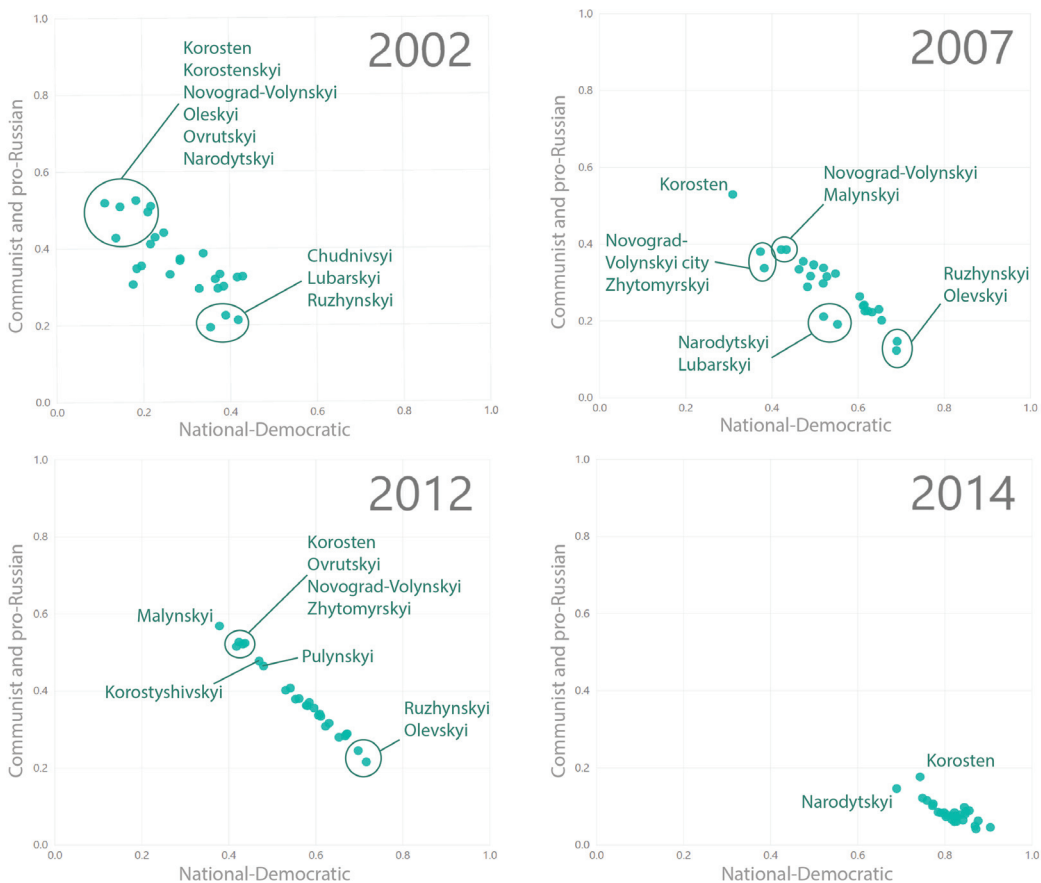 2002
1.0
0.8
0.6
0.4
0.2
0.0
0.0
0.2
0.4
0.6
0.8
1.0
Communist and pro-Russian
National-Democratic
Korosten
Korostenskyi
Novograd-Volynskyi
Oleskyi
Ovrutskyi
Narodytskyi
Chudnivsyi
Lubarskyi
Ruzhynskyi
2007
1.0
0.8
0.6
0.4
0.2
0.0
0.0
0.2
0.4
0.6
0.8
1.0
Communist and pro-Russian
National-Democratic
Korosten
Novograd-Volynskyi
Malynskyi
Novograd-
Volynskyi city
Zhytomyrskyi
Ruzhynskyi
Olevskyi
Narodytskyi
Lubarskyi
2012
1.0
0.8
0.6
0.4
0.2
0.0
0.0
0.2
0.4
0.6
0.8
1.0
Communist and pro-Russian
National-Democratic
Korosten
Ovrutskyi
Novograd-Volynskyi
Zhytomyrskyi
Malynskyi
Pulynskyi
Korostyshivskyi
Ruzhynskyi
Olevskyi
2014
1.0
0.8
0.6
0.4
0.2
0.0
0.0
0.2
0.4
0.6
0.8
1.0
Communist and pro-Russian
National-Democratic
Korosten
Narodytskyi